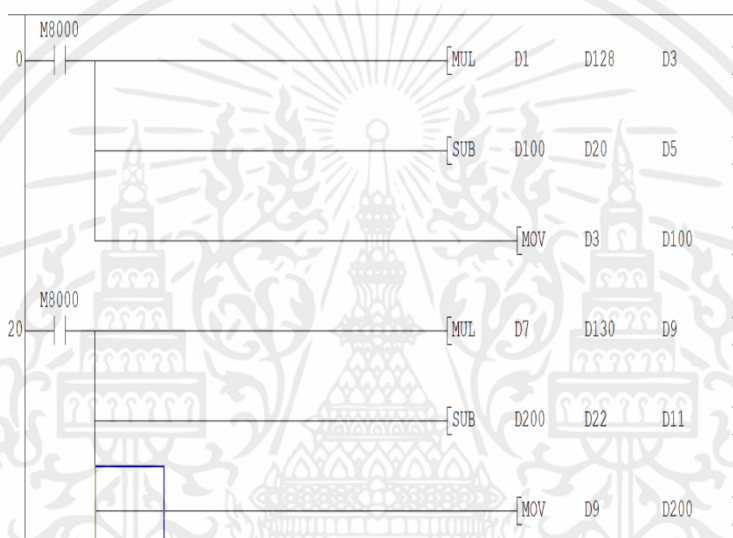 M8000
0 [MUL D1 D128 D3 ]
[SUB D100 D20 D5 ]
[MOV D3 D100 ]
M8000
20 [MUL D7 D130 D9 ]
[SUB D200 D22 D11 ]
[MOV D9 D200 ]